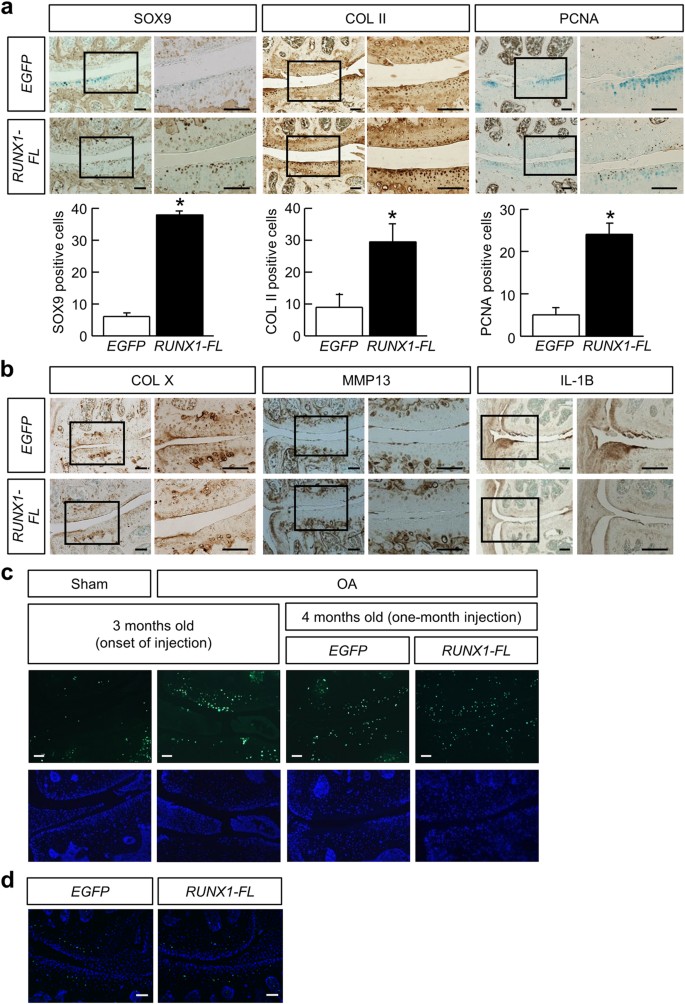 a
SOX9 COL II PCNA
EGFP
RUNX1-
FL
SOX9 positive cells
40
30
20
10
0
*
EGFP RUNX1-FL
COL II positive cells
40
30
20
10
0
*
EGFP RUNX1-FL
PCNA positive cells
30
20
10
0
*
EGFP RUNX1-FL
b
COL X MMP13 IL-1B
EGFP
RUNX1-
FL
c
Sham OA
3 months old
(onset of injection)
4 months old (one-month injection)
EGFP RUNX1-FL
d
EGFP RUNX1-FL